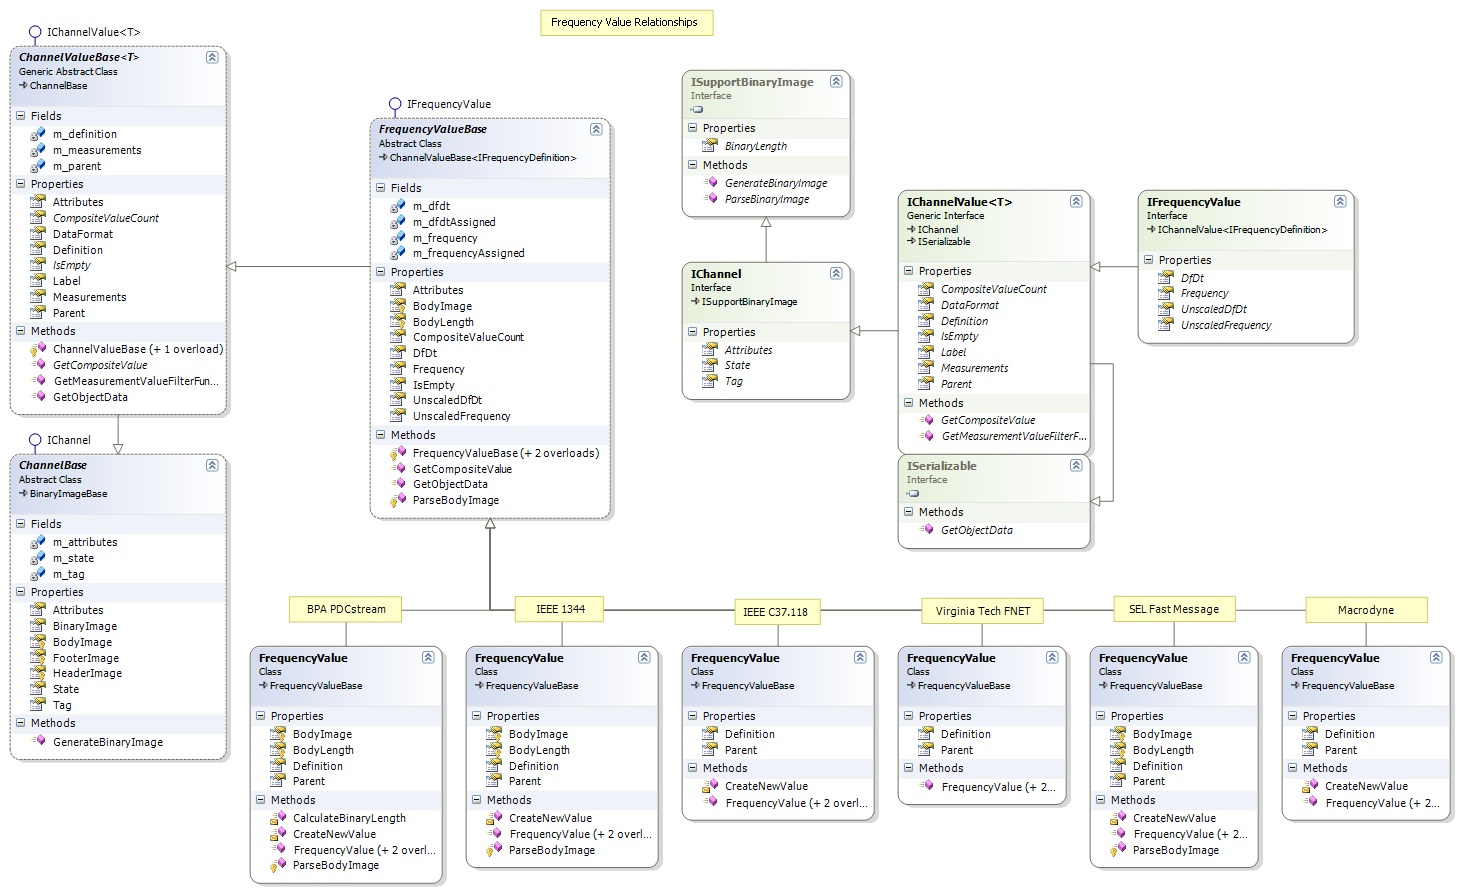 Frequency Value Relationships
IChannelValue<T>
ChannelValueBase<T>
Generic Abstract Class
ChannelBase
Fields
m_definition
m_measurements
m_parent
Properties
Attributes
CompositeValueCount
DataFormat
Definition
IsEmpty
Label
Measurements
Parent
Methods
ChannelValueBase (+ 1 overload)
GetCompositeValue
GetMeasurementValueFilterFun...
GetObjectData
IChannel
ChannelBase
Abstract Class
BinaryImageBase
Fields
m_attributes
m_state
m_tag
Properties
Attributes
BinaryImage
BodyImage
FooterImage
HeaderImage
State
Tag
Methods
GenerateBinaryImage
IFrequencyValue
FrequencyValueBase
Abstract Class
ChannelValueBase<IFrequencyDefinition>
Fields
m_dfdt
m_dfdtAssigned
m_frequency
m_frequencyAssigned
Properties
Attributes
BodyImage
BodyLength
CompositeValueCount
DfDt
Frequency
IsEmpty
UnscaledDfDt
UnscaledFrequency
Methods
FrequencyValueBase (+ 2 overloads)
GetCompositeValue
GetObjectData
ParseBodyImage
ISupportBinaryImage
Interface
Properties
BinaryLength
Methods
GenerateBinaryImage
ParseBinaryImage
IChannel
Interface
ISupportBinaryImage
Properties
Attributes
State
Tag
IChannelValue<T>
Generic Interface
IChannel
ISerializable
Properties
CompositeValueCount
DataFormat
Definition
IsEmpty
Label
Measurements
Parent
Methods
GetCompositeValue
GetMeasurementValueFilterF...
ISerializable
Interface
Methods
GetObjectData
IFrequencyValue
Interface
IChannelValue<IFrequencyDefinition>
Properties
DfDt
Frequency
UnscaledDfDt
UnscaledFrequency
BPA PDCstream
FrequencyValue
Class
FrequencyValueBase
Properties
BodyImage
BodyLength
Definition
Parent
Methods
CalculateBinaryLength
CreateNewValue
FrequencyValue (+ 2 overl...
ParseBodyImage
IEEE 1344
FrequencyValue
Class
FrequencyValueBase
Properties
BodyImage
BodyLength
Definition
Parent
Methods
CreateNewValue
FrequencyValue (+ 2 overl...
ParseBodyImage
IEEE C37.118
FrequencyValue
Class
FrequencyValueBase
Properties
Definition
Parent
Methods
CreateNewValue
FrequencyValue (+ 2 overl...
Virginia Tech FNET
FrequencyValue
Class
FrequencyValueBase
Properties
Definition
Parent
Methods
FrequencyValue (+ 2...
SEL Fast Message
FrequencyValue
Class
FrequencyValueBase
Properties
BodyImage
BodyLength
Definition
Parent
Methods
CreateNewValue
FrequencyValue (+ 2...
ParseBodyImage
Macrodyne
FrequencyValue
Class
FrequencyValueBase
Properties
Definition
Parent
Methods
CreateNewValue
FrequencyValue (+ 2...